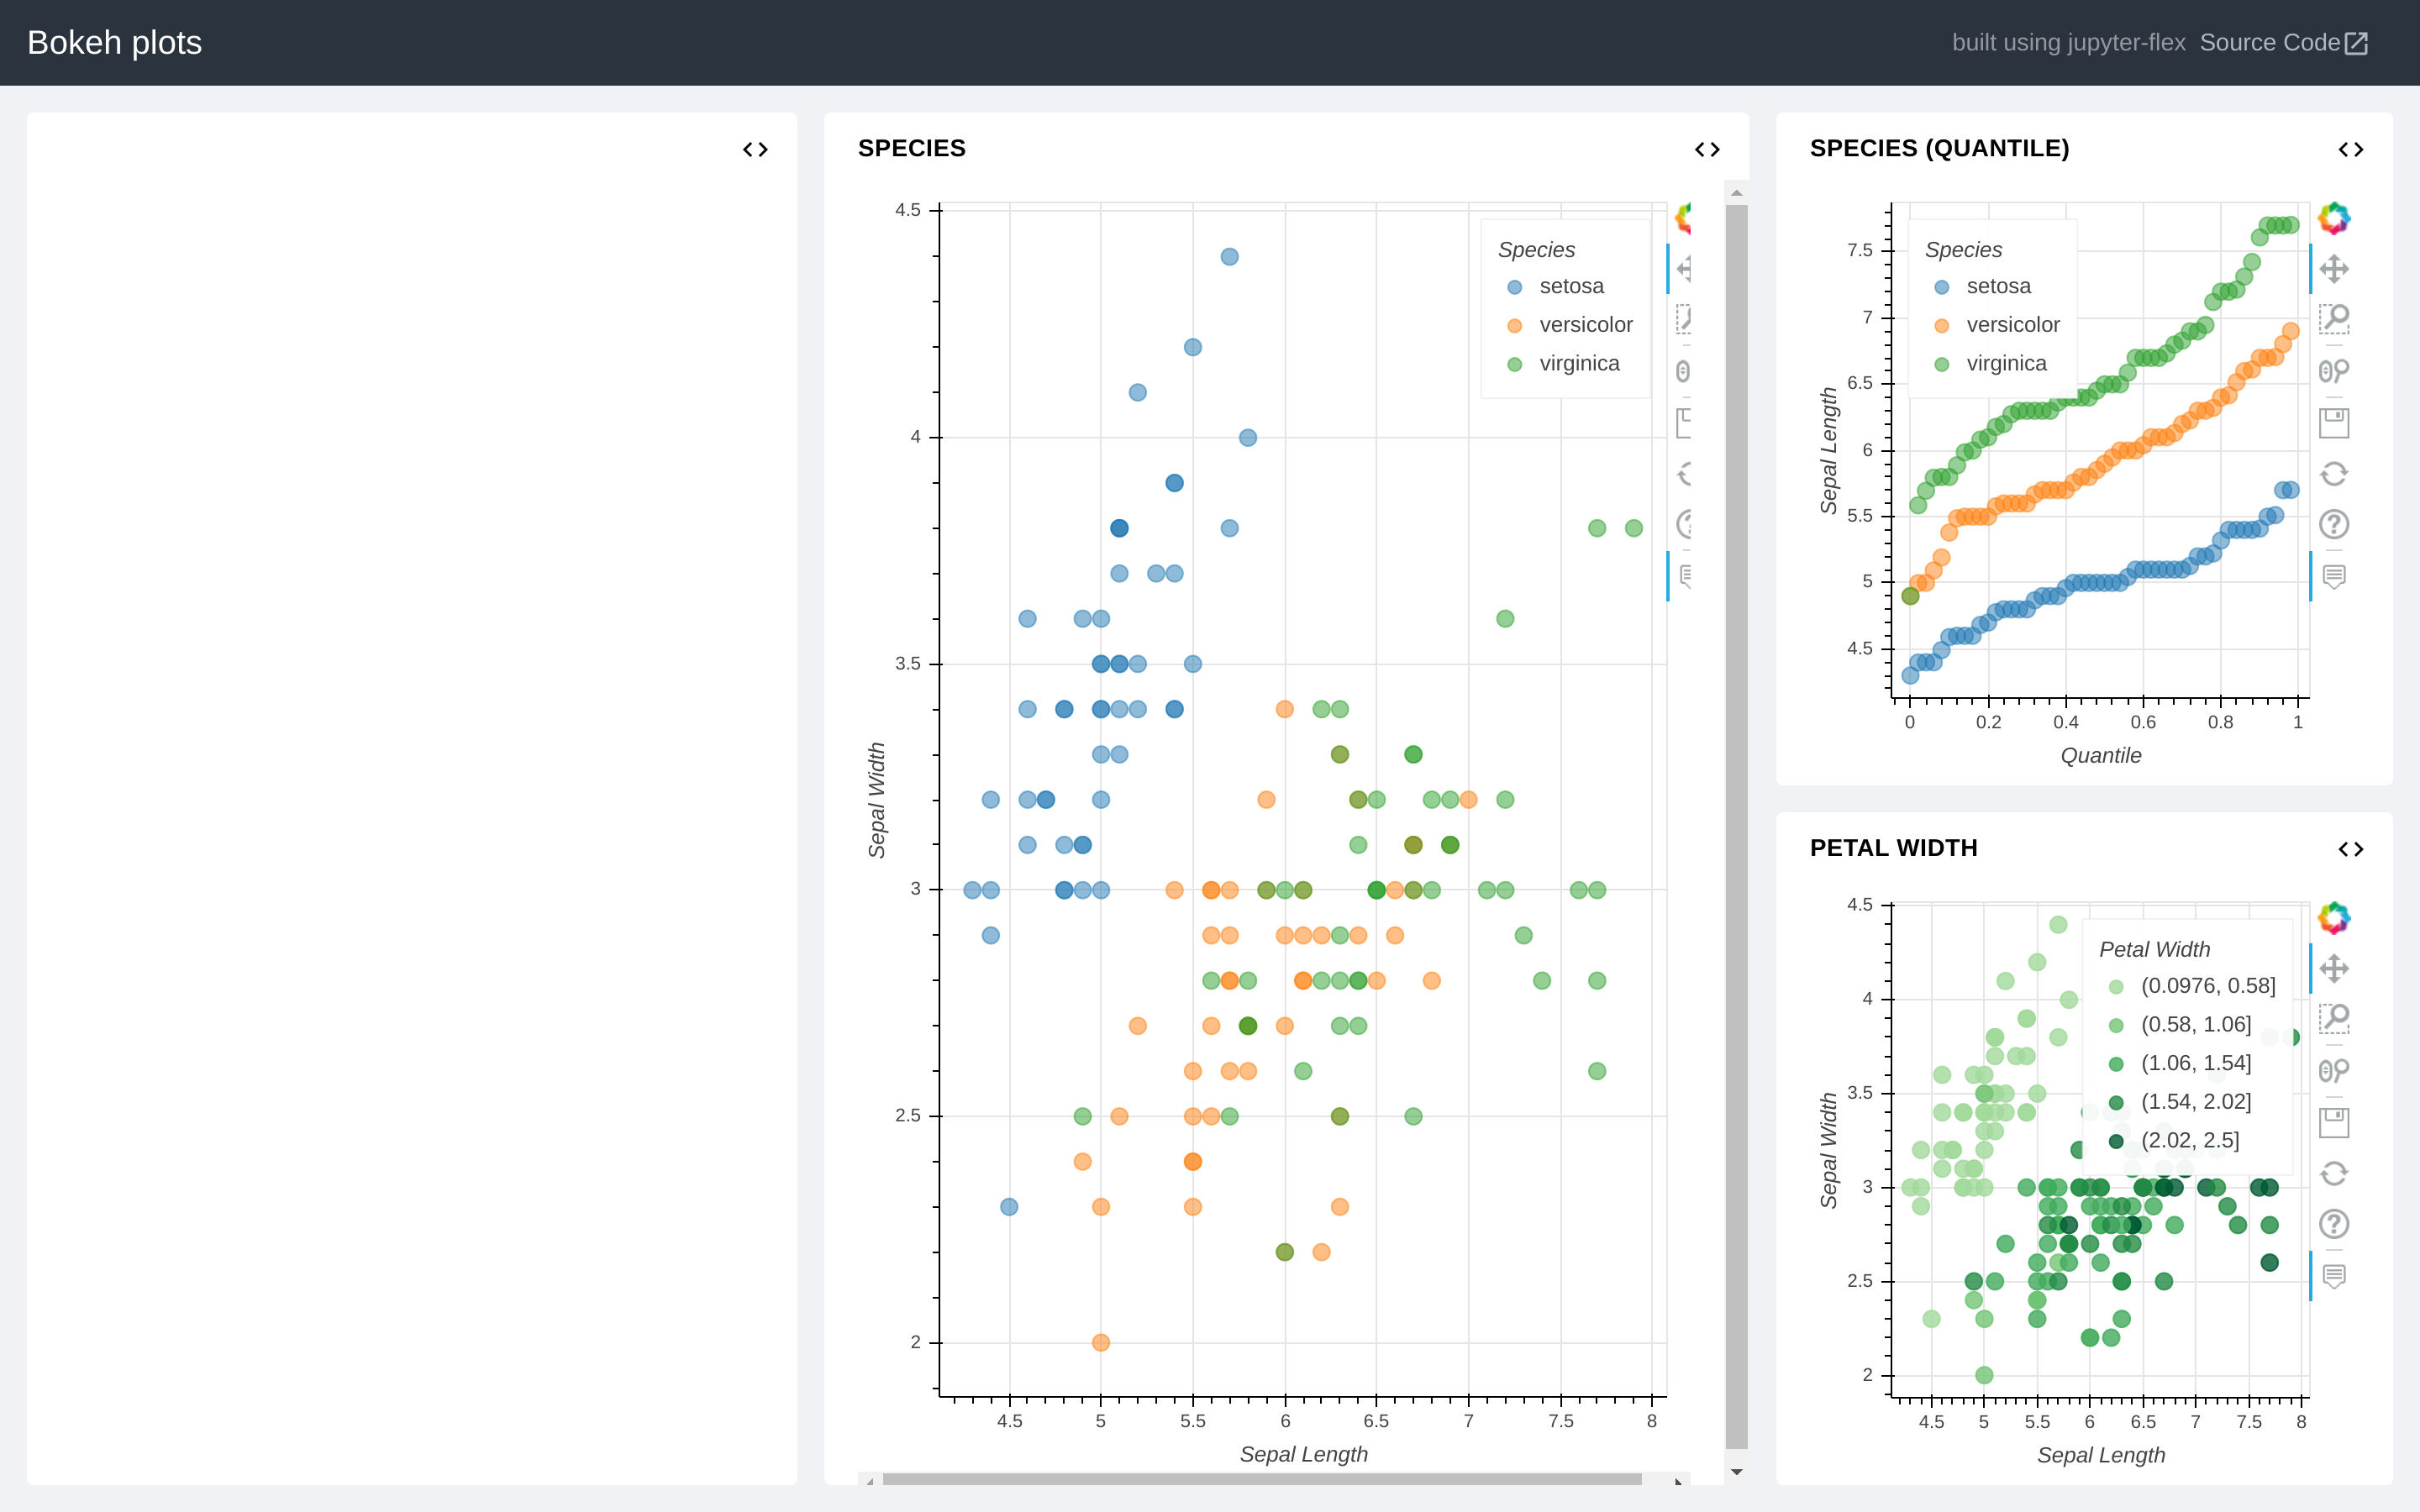 Bokeh plots
built using jupyter-flex Source Code
SPECIES
4.5
4
3.5
3
2.5
2
Sepal Width
Species
setosa
versicolor
virginica
4.5 5 5.5 6 6.5 7 7.5 8
Sepal Length
SPECIES (QUANTILE)
7.5
7
6.5
6
5.5
5
4.5
Sepal Length
Species
setosa
versicolor
virginica
0 0.2 0.4 0.6 0.8 1
Quantile
PETAL WIDTH
4.5
4
3.5
3
2.5
2
Sepal Width
Petal Width
(0.0976, 0.58]
(0.58, 1.06]
(1.06, 1.54]
(1.54, 2.02]
(2.02, 2.5]
4.5 5 5.5 6 6.5 7 7.5 8
Sepal Length